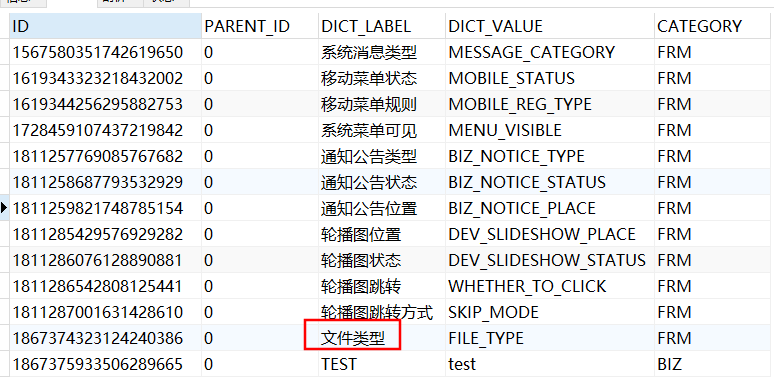 ID PARENT_ID DICT_LABEL DICT_VALUE CATEGORY
1567580351742619650 0 系统消息类型 MESSAGE_CATEGORY FRM
1619343323218432002 0 移动菜单状态 MOBILE_STATUS FRM
1619344256295882753 0 移动菜单规则 MOBILE_REG_TYPE FRM
1728459107437219842 0 系统菜单可见 MENU_VISIBLE FRM
1811257769085767682 0 通知公告类型 BIZ_NOTICE_TYPE FRM
1811258687793532929 0 通知公告状态 BIZ_NOTICE_STATUS FRM
1811259821748785154 0 通知公告位置 BIZ_NOTICE_PLACE FRM
1811285429576929282 0 轮播图位置 DEV_SLIDESHOW_PLACE FRM
1811286076128890881 0 轮播图状态 DEV_SLIDESHOW_STATUS FRM
1811286542808125441 0 轮播图跳转 WHETHER_TO_CLICK FRM
1811287001631428610 0 轮播图跳转方式 SKIP_MODE FRM
1867374323124240386 0 文件类型 FILE_TYPE FRM
1867375933506289665 0 TEST test BIZ